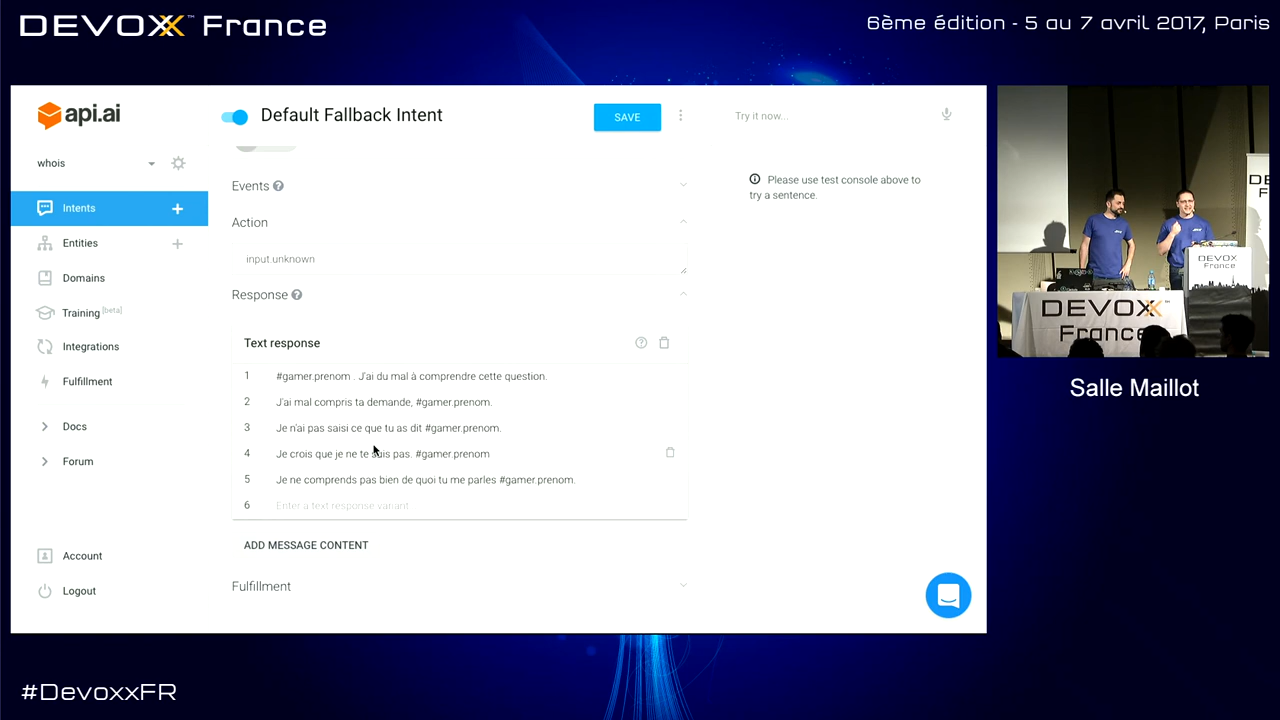 DEVOXX™ France
6ème édition - 5 au 7 avril 2017, Paris
api.ai
Default Fallback Intent
SAVE
Try it now...
whois
Please use test console above to
try a sentence.
Intents
Entities
Domains
Training [beta]
Integrations
Fulfillment
Docs
Forum
Account
Logout
Events
Action
input.unknown
Response
Text response
1 #gamer.prenom . J'ai du mal à comprendre cette question.
2 J'ai mal compris ta demande, #gamer.prenom.
3 Je n'ai pas saisi ce que tu as dit #gamer.prenom.
4 Je crois que je ne te suis pas. #gamer.prenom
5 Je ne comprends pas bien de quoi tu me parles #gamer.prenom.
6 Enter a text response variant
ADD MESSAGE CONTENT
Fulfillment
DEVOX
France
DEVOXX
France
Salle Maillot
#DevoxxFR